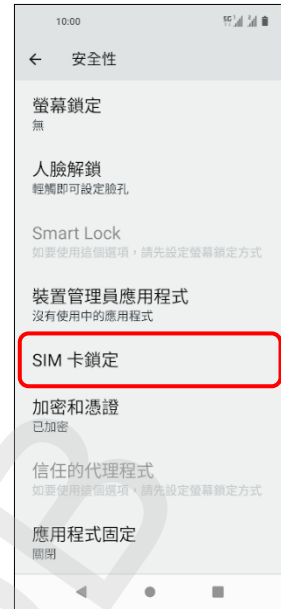 10:00
5G
← 安全性
螢幕鎖定
無
人臉解鎖
輕觸即可設定臉孔
Smart Lock
如要使用這個選項，請先設定螢幕鎖定方式
裝置管理員應用程式
沒有使用中的應用程式
SIM 卡鎖定
加密和憑證
已加密
信任的代理程式
如要使用這個選項，請先設定螢幕鎖定方式
應用程式固定
關閉